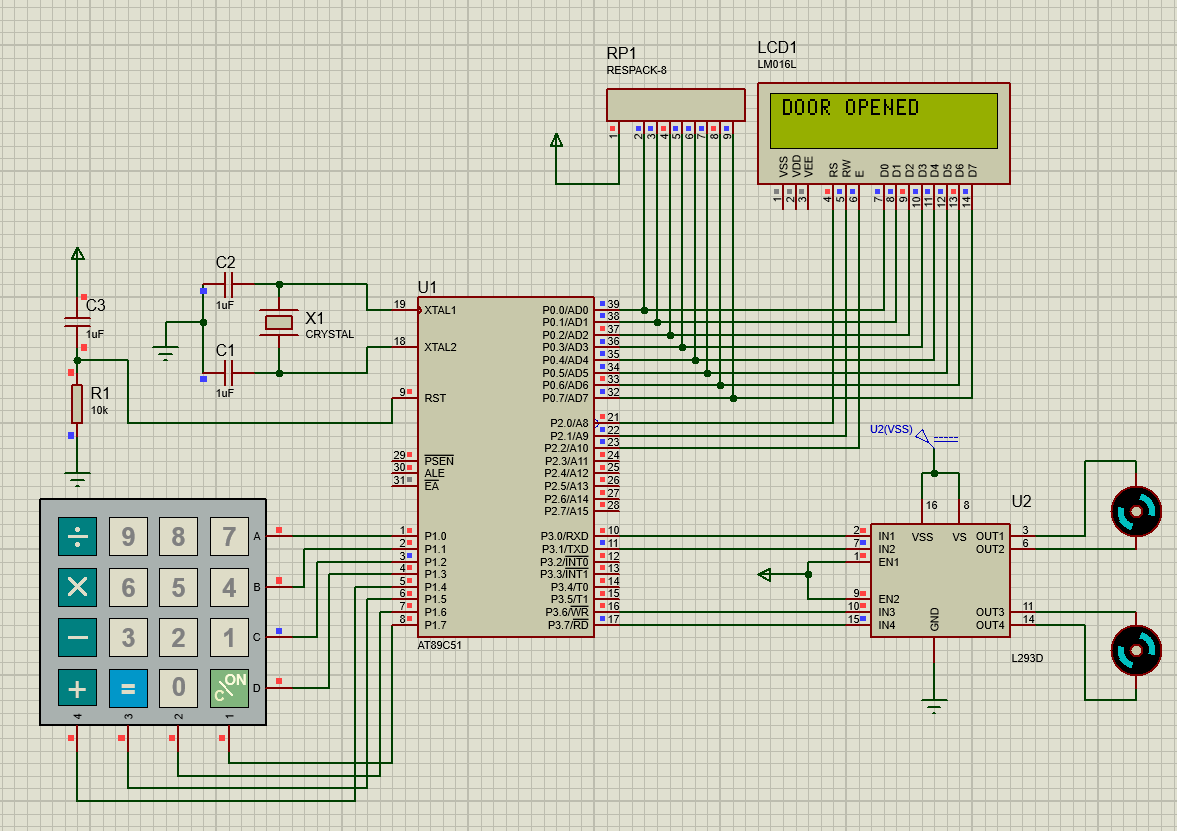 RP1
RESPACK-8
1
2
3
4
5
6
7
8
9
LCD1
LM016L
DOOR OPENED
VSS
VDD
VEE
RS
RW
E
D0
D1
D2
D3
D4
D5
D6
D7
1
2
3
4
5
6
7
8
9
10
11
12
13
14
C3
1uF
R1
10k
C2
1uF
C1
1uF
X1
CRYSTAL
U1
19 XTAL1
18 XTAL2
9 RST
29 PSEN
30 ALE
31 EA
1 P1.0
2 P1.1
3 P1.2
4 P1.3
5 P1.4
6 P1.5
7 P1.6
8 P1.7
P0.0/AD0 39
P0.1/AD1 38
P0.2/AD2 37
P0.3/AD3 36
P0.4/AD4 35
P0.5/AD5 34
P0.6/AD6 33
P0.7/AD7 32
P2.0/A8 21
P2.1/A9 22
P2.2/A10 23
P2.3/A11 24
P2.4/A12 25
P2.5/A13 26
P2.6/A14 27
P2.7/A15 28
P3.0/RXD 10
P3.1/TXD 11
P3.2/INT0 12
P3.3/INT1 13
P3.4/T0 14
P3.5/T1 15
P3.6/WR 16
P3.7/RD 17
AT89C51
÷ 9 8 7 A
× 6 5 4 B
− 3 2 1 C
+ = 0 ON/C D
4 3 2 1
U2(VSS)
U2
16 8
VSS VS
2 IN1
7 IN2
1 EN1
9 EN2
10 IN3
15 IN4
GND
OUT1 3
OUT2 6
OUT3 11
OUT4 14
L293D